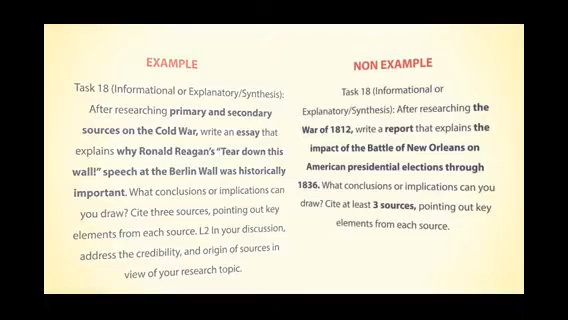 EXAMPLE
Task 18 (Informational or Explanatory/Synthesis):
After researching primary and secondary
sources on the Cold War, write an essay that
explains why Ronald Reagan's “Tear down this
wall!” speech at the Berlin Wall was historically
important. What conclusions or implications can
you draw? Cite three sources, pointing out key
elements from each source. L2 In your discussion,
address the credibility, and origin of sources in
view of your research topic.
NON EXAMPLE
Task 18 (Informational or
Explanatory/Synthesis): After researching the
War of 1812, write a report that explains the
impact of the Battle of New Orleans on
American presidential elections through
1836. What conclusions or implications can you
draw? Cite at least 3 sources, pointing out key
elements from each source.